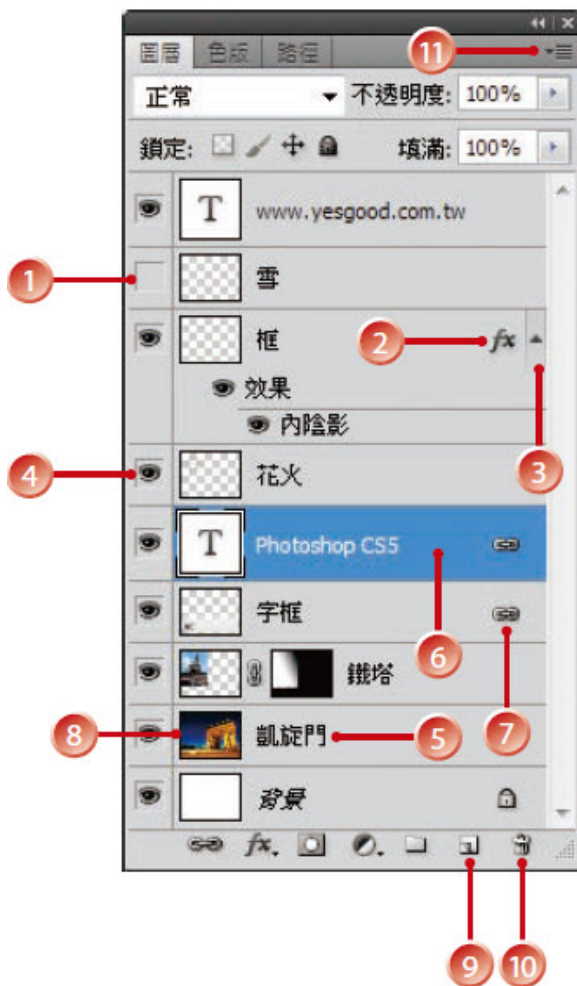 圖層 色版 路徑 11
正常 不透明度: 100%
鎖定: 填滿: 100%
T www.yesgood.com.tw
1 雪
框 2 fx
效果
內陰影 3
4 花火
T Photoshop CS5
字框 6
鐵塔 7
8 凱旋門 5
背景
fx.
9 10